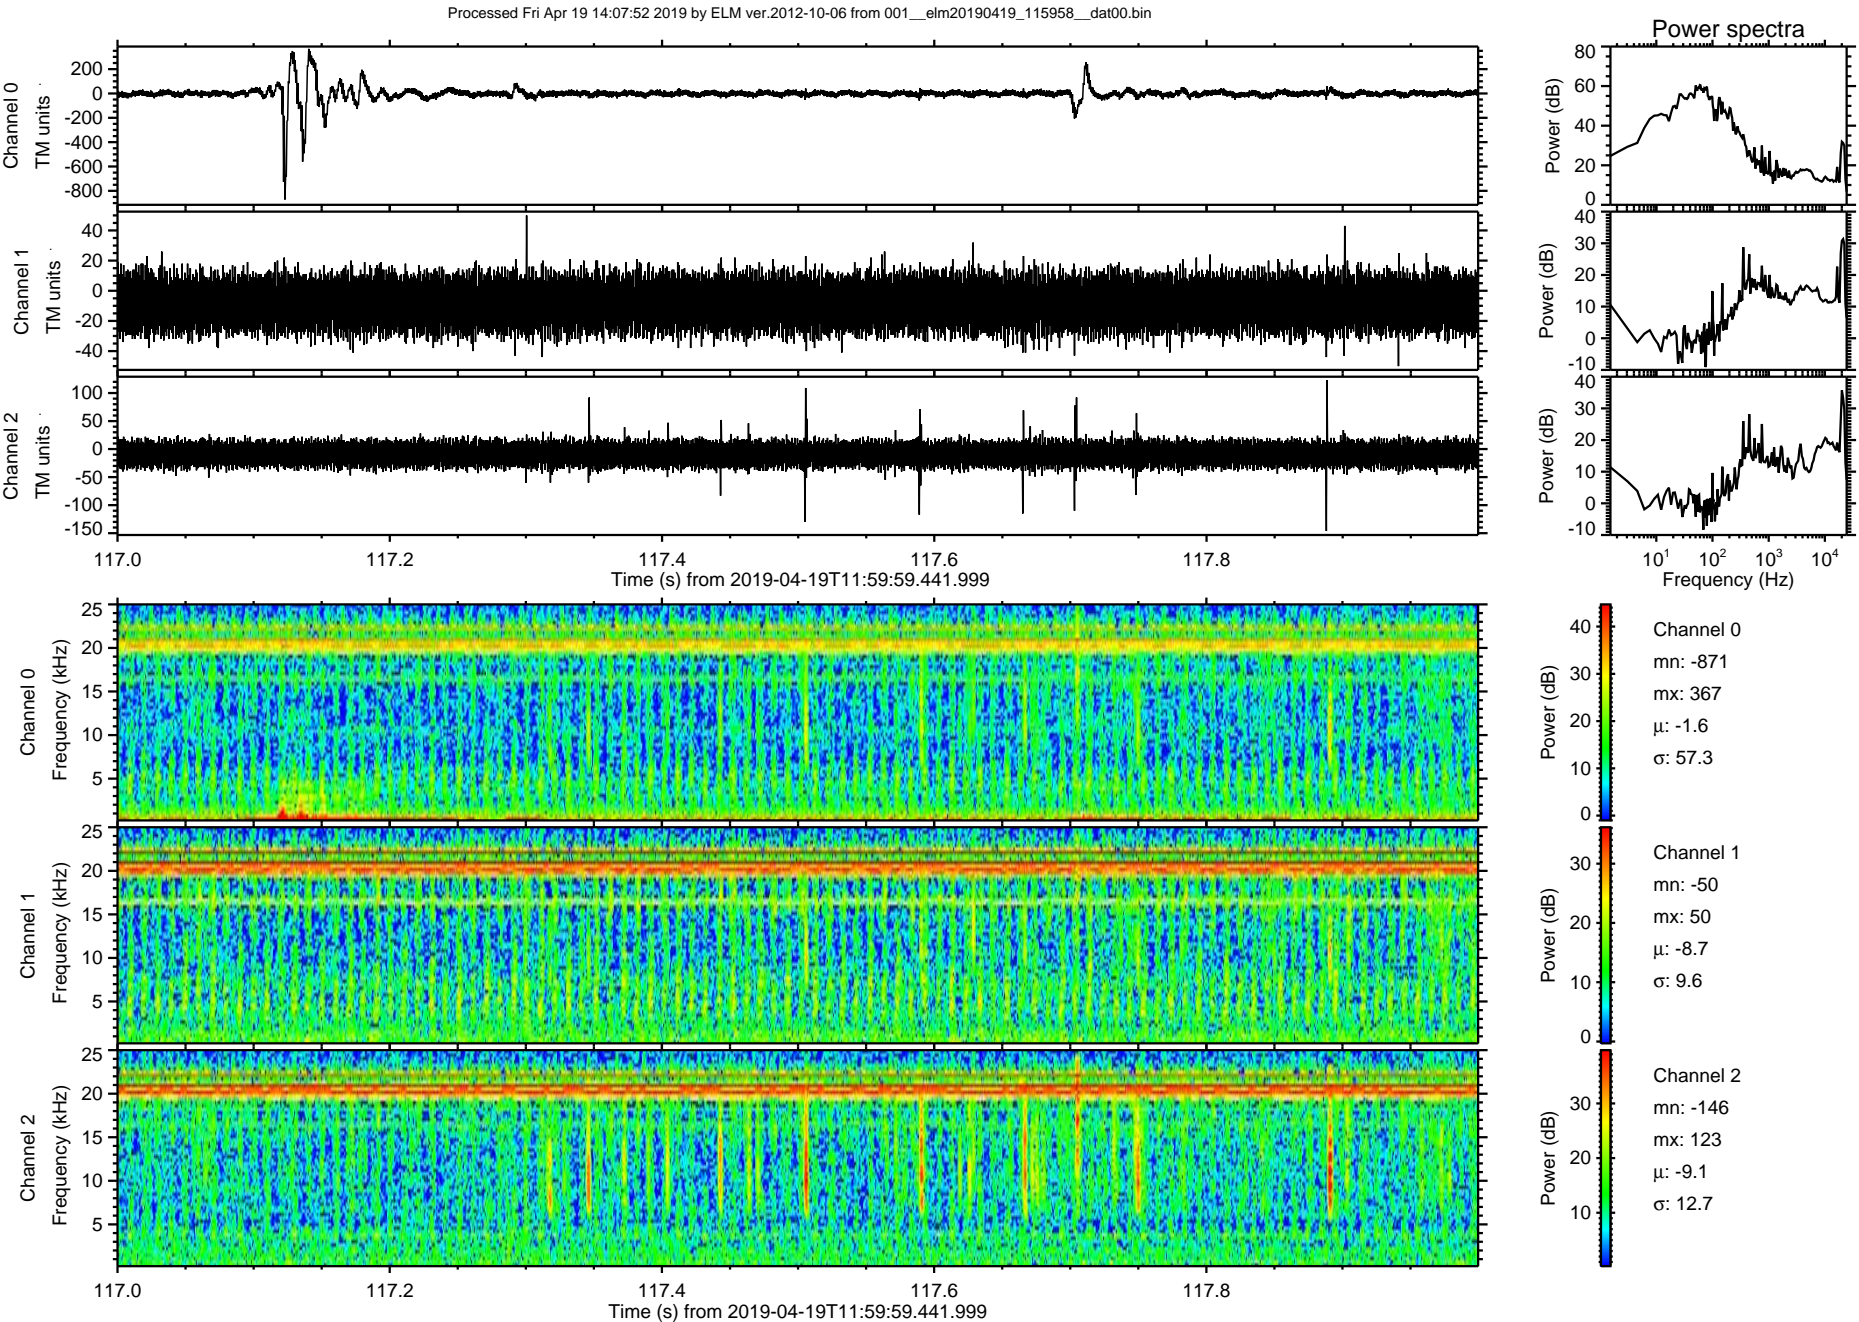 Processed Fri Apr 19 14:07:52 2019 by ELM ver.2012-10-06 from 001__elm20190419_115958__dat00.bin
Power spectra
Channel 0
TM units
200
0
-200
-400
-600
-800
Power (dB)
80
60
40
20
0
Channel 1
TM units
40
20
0
-20
-40
Power (dB)
40
30
20
10
0
-10
Channel 2
TM units
100
50
0
-50
-100
-150
Power (dB)
40
30
20
10
0
-10
117.0 117.2 117.4 117.6 117.8
Time (s) from 2019-04-19T11:59:59.441.999
10^1 10^2 10^3 10^4
Frequency (Hz)
Channel 0
Frequency (kHz)
25
20
15
10
5
Power (dB)
40
30
20
10
0
Channel 0
mn: -871
mx: 367
μ: -1.6
σ: 57.3
Channel 1
Frequency (kHz)
25
20
15
10
5
Power (dB)
30
20
10
0
Channel 1
mn: -50
mx: 50
μ: -8.7
σ: 9.6
Channel 2
Frequency (kHz)
25
20
15
10
5
Power (dB)
30
20
10
Channel 2
mn: -146
mx: 123
μ: -9.1
σ: 12.7
117.0 117.2 117.4 117.6 117.8
Time (s) from 2019-04-19T11:59:59.441.999